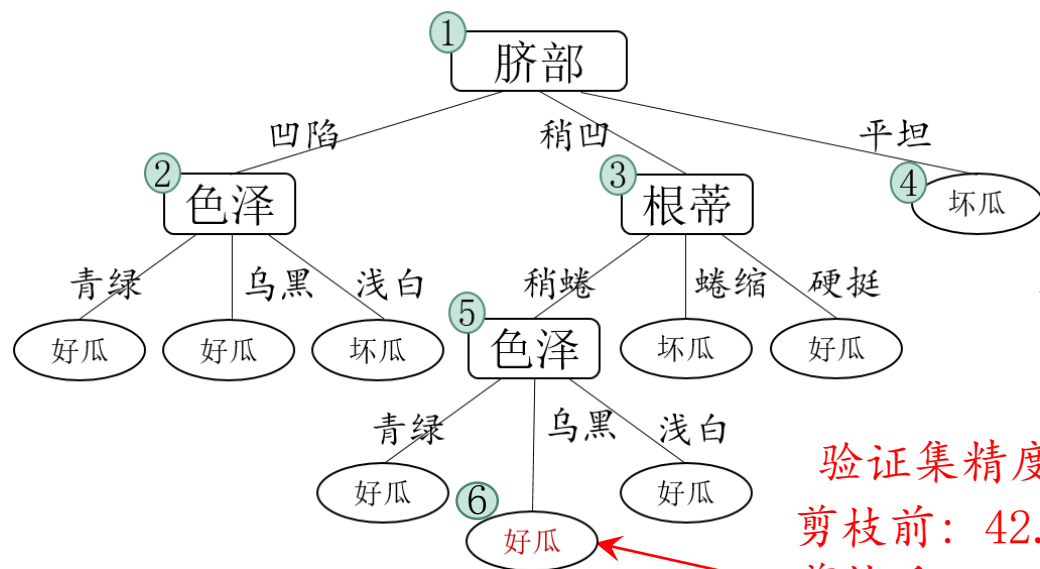 ①
脐部
凹陷 稍凹 平坦
② ③ ④
色泽 根蒂 坏瓜
青绿 乌黑 浅白 稍蜷 蜷缩 硬挺
⑤
好瓜 好瓜 坏瓜 色泽 坏瓜 好瓜
青绿 乌黑 浅白
验证集精度
好瓜 ⑥ 好瓜
剪枝前: 42.
好瓜